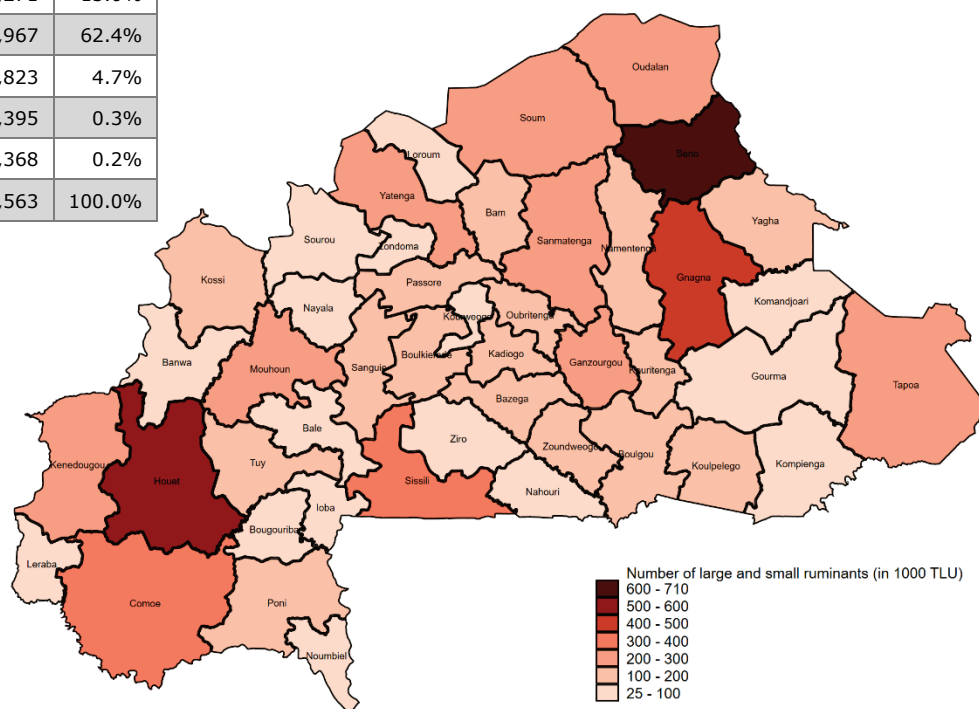 ,967 62.4%
,823 4.7%
,395 0.3%
,368 0.2%
,563 100.0%
Oudalan
Soum
Seno
Loroum
Yatenga
Bam
Yagha
Sourou
Zondoma
Sanmatenga
Namentenga
Kossi
Passore
Gnagna
Komandjoari
Nayala
Kourweogo
Oubritenga
Banwa
Mouhoun
Sanguie
Boulkiemde
Kadiogo
Ganzourgou
Kouritenga
Gourma
Tapoa
Bazega
Bale
Ziro
Zoundweogo
Boulgou
Koulpelego
Kompienga
Kenedougou
Tuy
Houet
Sissili
Nahouri
Ioba
Bougouriba
Leraba
Comoe
Poni
Noumbiel
Number of large and small ruminants (in 1000 TLU)
600 - 710
500 - 600
400 - 500
300 - 400
200 - 300
100 - 200
25 - 100